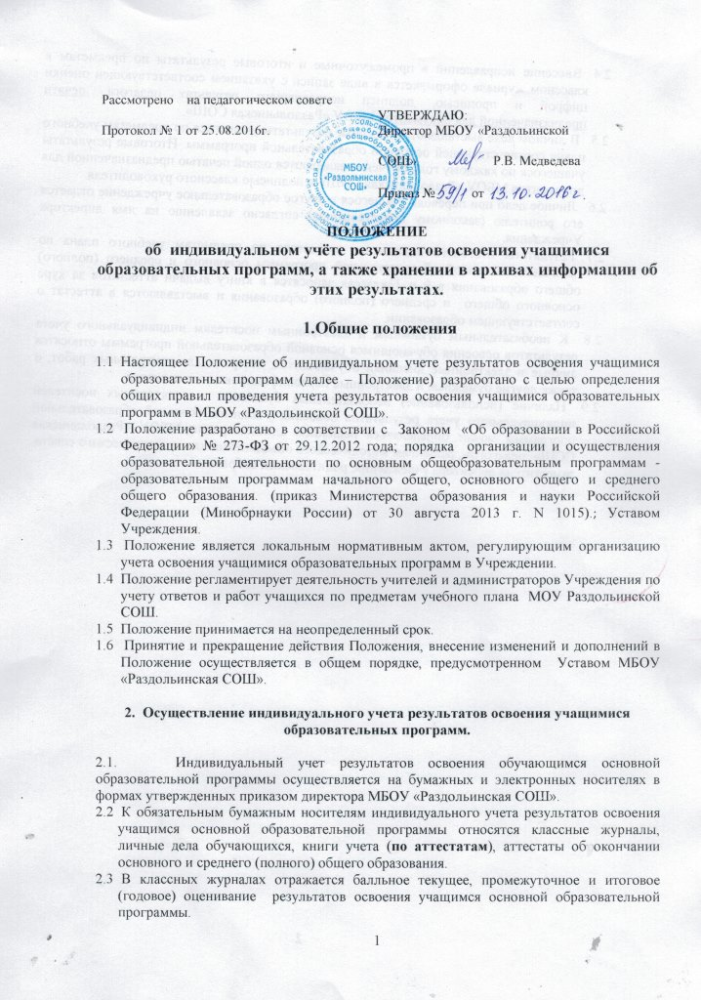 Рассмотрено на педагогическом совете
Протокол № 1 от 25.08.2016г.
УТВЕРЖДАЮ:
Директор МБОУ «Раздольинская
СОШ» Р.В. Медведева
Приказ № 59/1 от 13.10.2016г.
МБОУ
«Раздольинская
СОШ»
ПОЛОЖЕНИЕ
об индивидуальном учёте результатов освоения учащимися
образовательных программ, а также хранении в архивах информации об
этих результатах.
1.Общие положения
1.1 Настоящее Положение об индивидуальном учете результатов освоения учащимися
образовательных программ (далее – Положение) разработано с целью определения
общих правил проведения учета результатов освоения учащимися образовательных
программ в МБОУ «Раздольинской СОШ».
1.2 Положение разработано в соответствии с Законом «Об образовании в Российской
Федерации» № 273-ФЗ от 29.12.2012 года; порядка организации и осуществления
образовательной деятельности по основным общеобразовательным программам -
образовательным программам начального общего, основного общего и среднего
общего образования. (приказ Министерства образования и науки Российской
Федерации (Минобрнауки России) от 30 августа 2013 г. N 1015).; Уставом
Учреждения.
1.3 Положение является локальным нормативным актом, регулирующим организацию
учета освоения учащимися образовательных программ в Учреждении.
1.4 Положение регламентирует деятельность учителей и администраторов Учреждения по
учету ответов и работ учащихся по предметам учебного плана МОУ Раздольинской
СОШ.
1.5 Положение принимается на неопределенный срок.
1.6 Принятие и прекращение действия Положения, внесение изменений и дополнений в
Положение осуществляется в общем порядке, предусмотренном Уставом МБОУ
«Раздольинская СОШ».
2. Осуществление индивидуального учета результатов освоения учащимися
образовательных программ.
2.1. Индивидуальный учет результатов освоения обучающимся основной
образовательной программы осуществляется на бумажных и электронных носителях в
формах утвержденных приказом директора МБОУ «Раздольинская СОШ».
2.2 К обязательным бумажным носителям индивидуального учета результатов освоения
учащимся основной образовательной программы относятся классные журналы,
личные дела обучающихся, книги учета (по аттестатам), аттестаты об окончании
основного и среднего (полного) общего образования.
2.3 В классных журналах отражается балльное текущее, промежуточное и итоговое
(годовое) оценивание результатов освоения учащимся основной образовательной
программы.
1